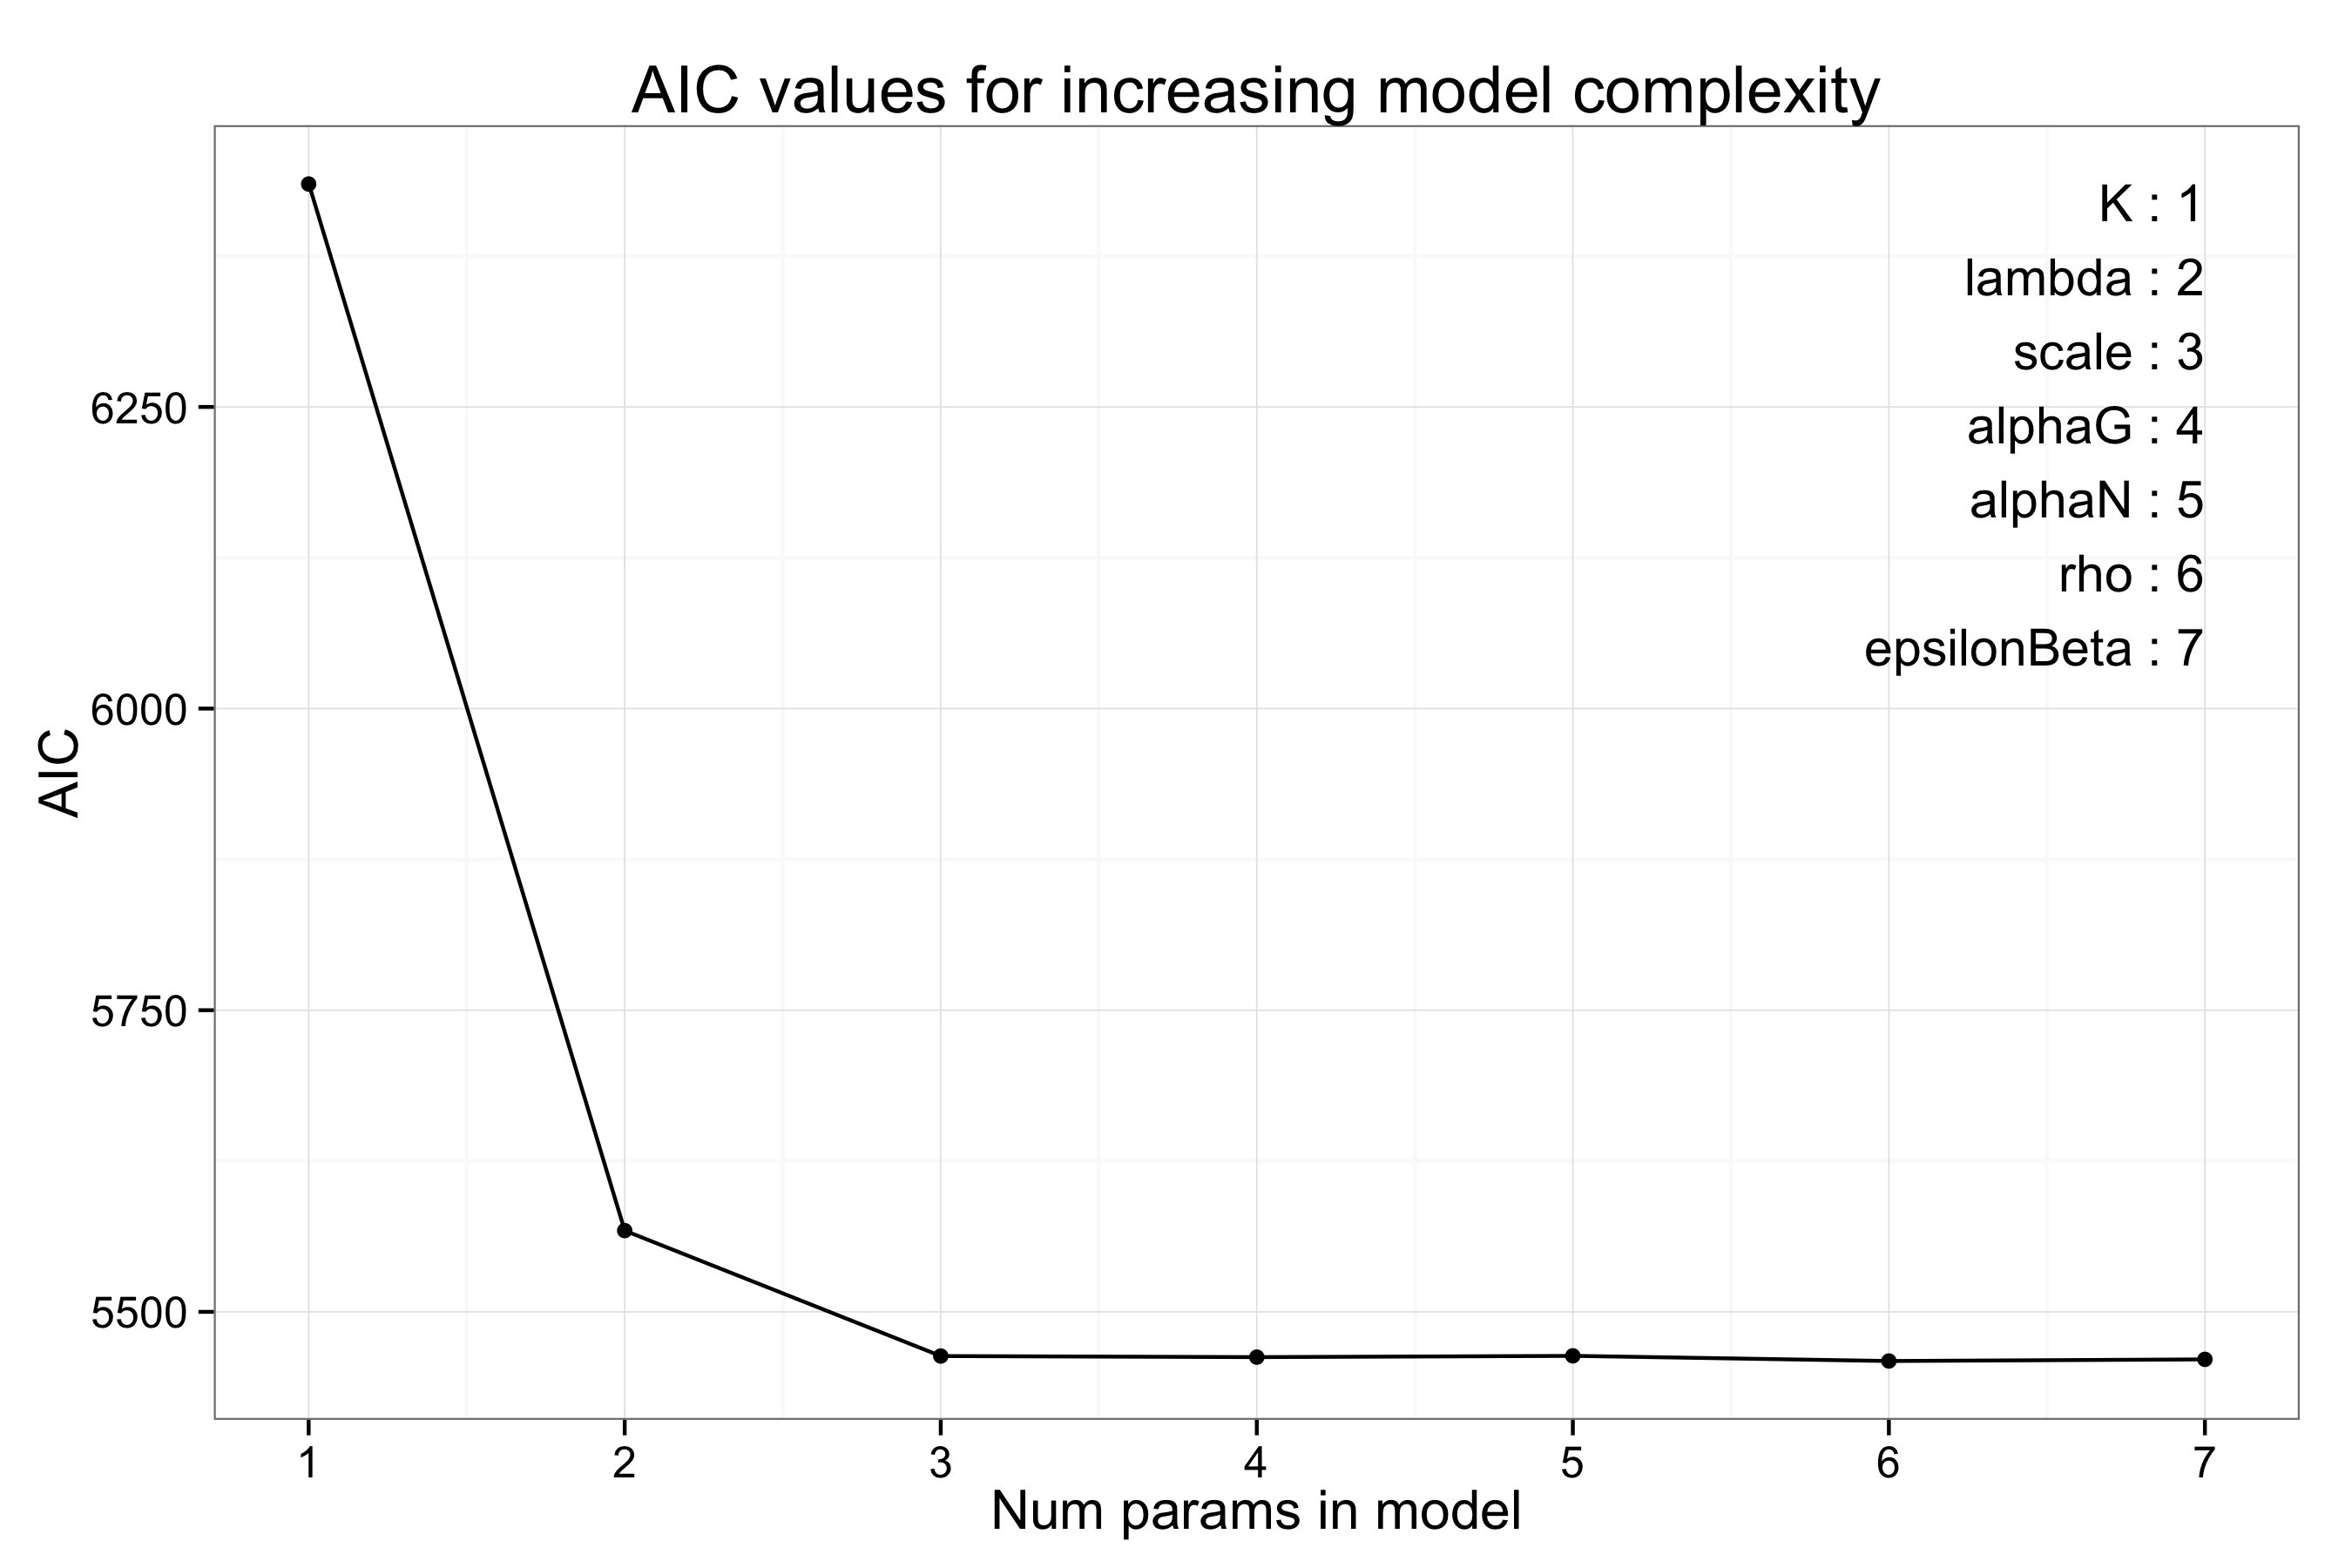 AIC values for increasing model complexity
K : 1
lambda : 2
scale : 3
alphaG : 4
alphaN : 5
rho : 6
epsilonBeta : 7
AIC
6250
6000
5750
5500
1 2 3 4 5 6 7
Num params in model